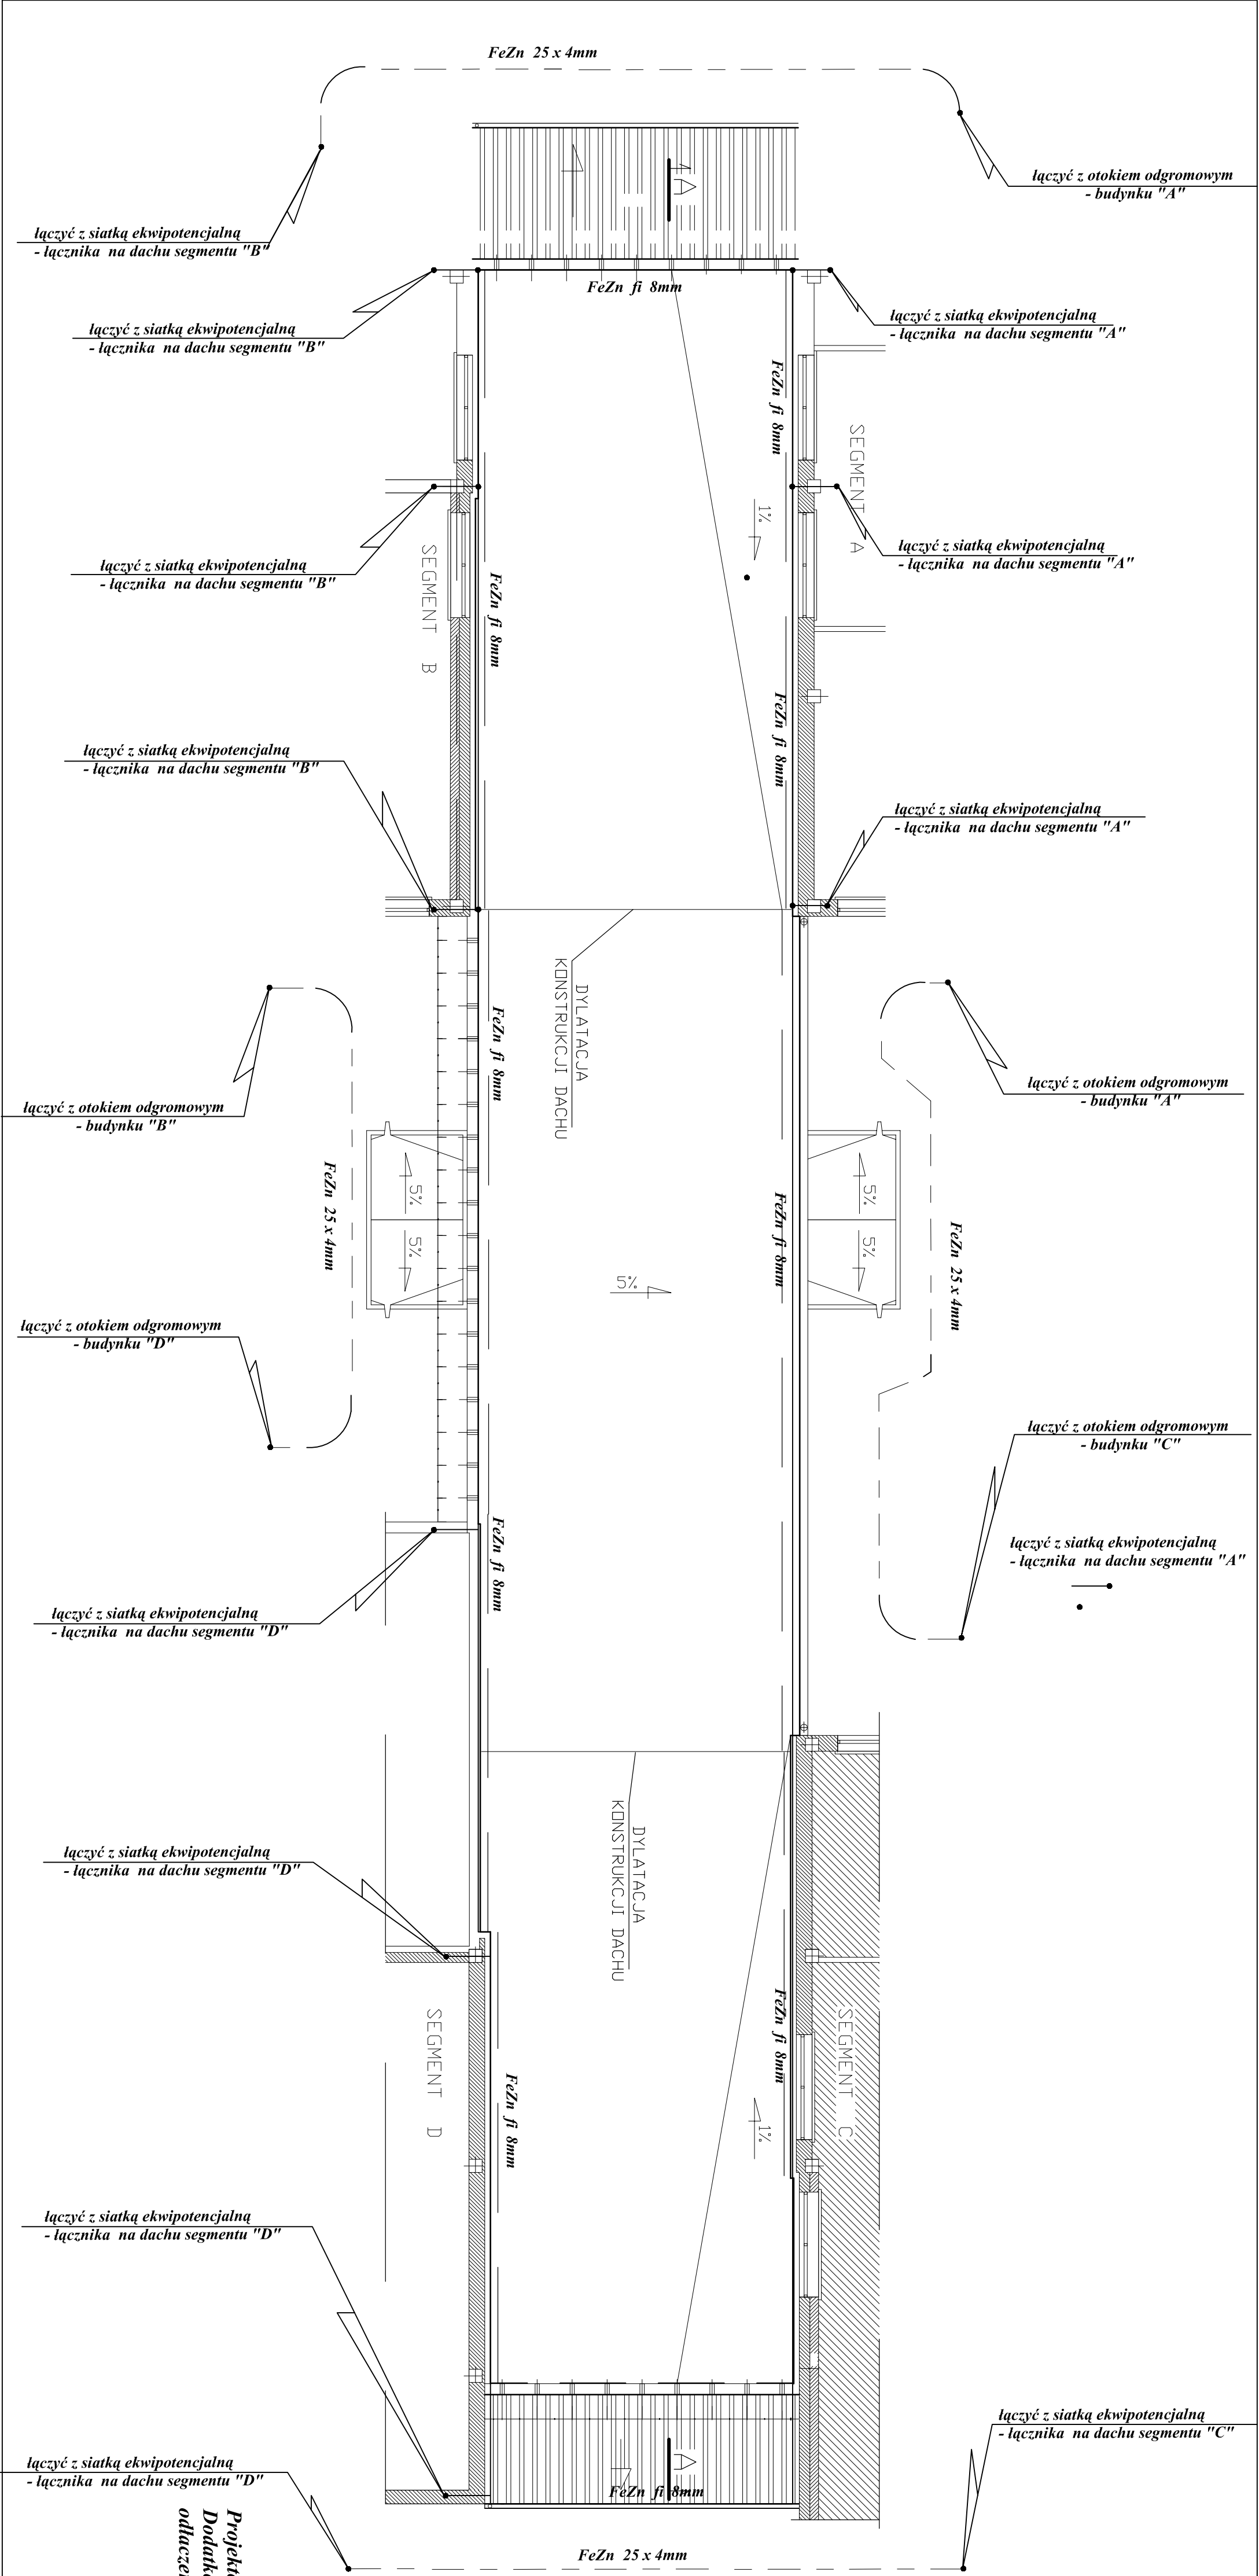 FeZn 25 x 4mm
łączyć z otokiem odgromowym
- budynku "A"
łączyć z siatką ekwipotencjalną
- łącznika na dachu segmentu "B"
A
FeZn fi 8mm
łączyć z siatką ekwipotencjalną
- łącznika na dachu segmentu "B"
łączyć z siatką ekwipotencjalną
- łącznika na dachu segmentu "A"
FeZn fi 8mm
SEGMENT A
1%
łączyć z siatką ekwipotencjalną
- łącznika na dachu segmentu "B"
łączyć z siatką ekwipotencjalną
- łącznika na dachu segmentu "A"
SEGMENT B
FeZn fi 8mm
FeZn fi 8mm
łączyć z siatką ekwipotencjalną
- łącznika na dachu segmentu "B"
łączyć z siatką ekwipotencjalną
- łącznika na dachu segmentu "A"
DYLATACJA
KONSTRUKCJI DACHU
FeZn fi 8mm
łączyć z otokiem odgromowym
- budynku "B"
łączyć z otokiem odgromowym
- budynku "A"
FeZn 25 x 4mm
5%
5%
FeZn fi 8mm
5%
5%
FeZn 25 x 4mm
5%
łączyć z otokiem odgromowym
- budynku "D"
łączyć z otokiem odgromowym
- budynku "C"
FeZn fi 8mm
łączyć z siatką ekwipotencjalną
- łącznika na dachu segmentu "A"
łączyć z siatką ekwipotencjalną
- łącznika na dachu segmentu "D"
DYLATACJA
KONSTRUKCJI DACHU
łączyć z siatką ekwipotencjalną
- łącznika na dachu segmentu "D"
FeZn fi 8mm
SEGMENT D
SEGMENT C
FeZn fi 8mm
1%
łączyć z siatką ekwipotencjalną
- łącznika na dachu segmentu "D"
łączyć z siatką ekwipotencjalną
- łącznika na dachu segmentu "C"
A
łączyć z siatką ekwipotencjalną
- łącznika na dachu segmentu "D"
FeZn fi 8mm
FeZn 25 x 4mm